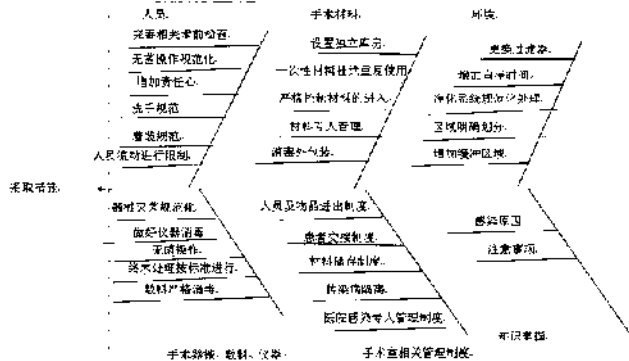 人员.
手术材料.
环境.
完善相关术前检查.
无菌操作规范化.
增加责任心.
洗手规范.
着装规范.
人员流动进行限制.
设置独立库房.
一次性材料杜绝重复使用
严格控制材料的进入.
材料专人管理.
消毒外包装.
更换过滤器.
增加自净时间.
净化系统规范化处理.
区域明确划分.
增加缓冲区域.
采取措施.
器械灭菌规范化.
做好仪器消毒.
无菌操作.
终末处理按标准进行.
敷料严格消毒.
手术器械、敷料、仪器.
人员及物品进出制度.
患者交接制度.
材料储存制度.
传染病隔离.
医院感染专人管理制度.
手术室相关管理制度.
感染原因
注意事项.
知识掌握.